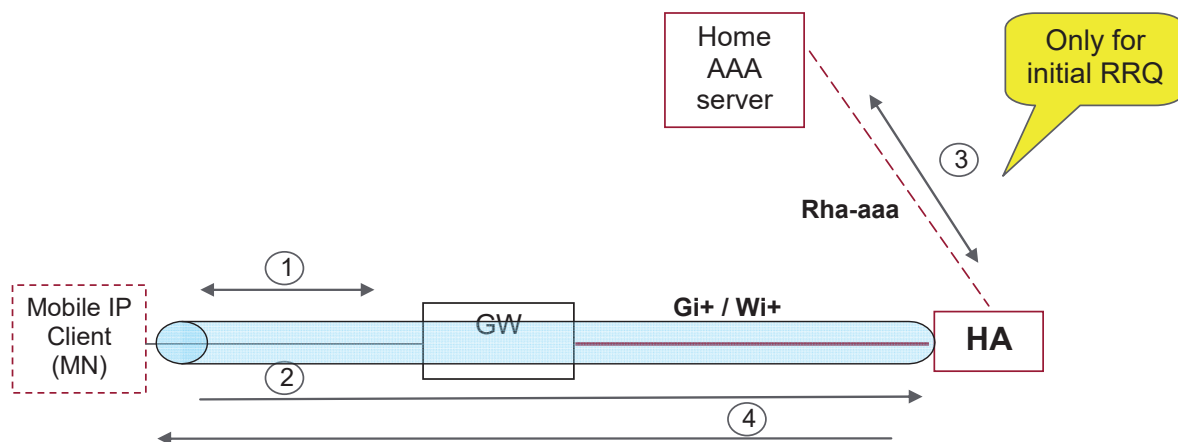 Home
AAA
server
Only for
initial RRQ
3
Rha-aaa
1
Mobile IP
Client
(MN)
GW
Gi+ / Wi+
HA
2
4